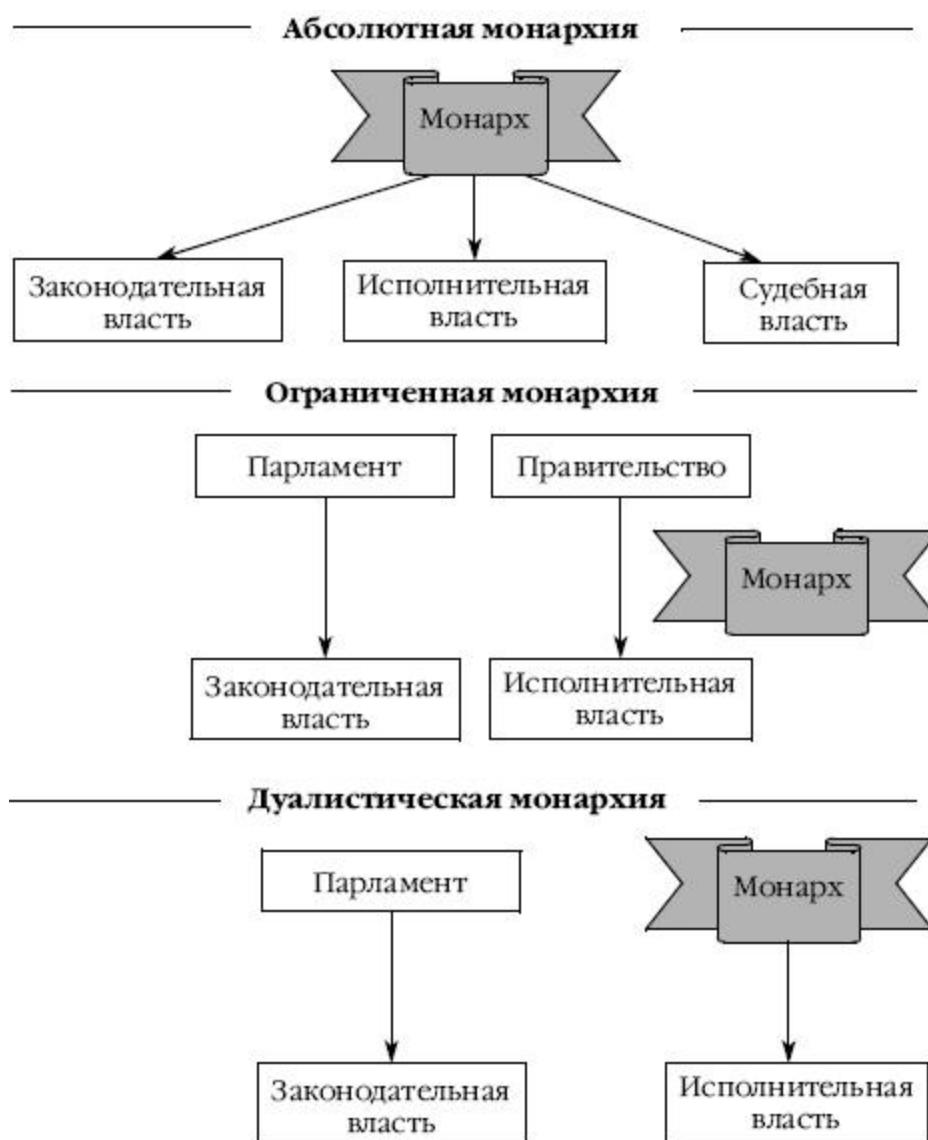 Абсолютная монархия
Монарх
Законодательная
власть
Исполнительная
власть
Судебная
власть
Ограниченная монархия
Парламент
Правительство
Монарх
Законодательная
власть
Исполнительная
власть
Дуалистическая монархия
Парламент
Монарх
Законодательная
власть
Исполнительная
власть